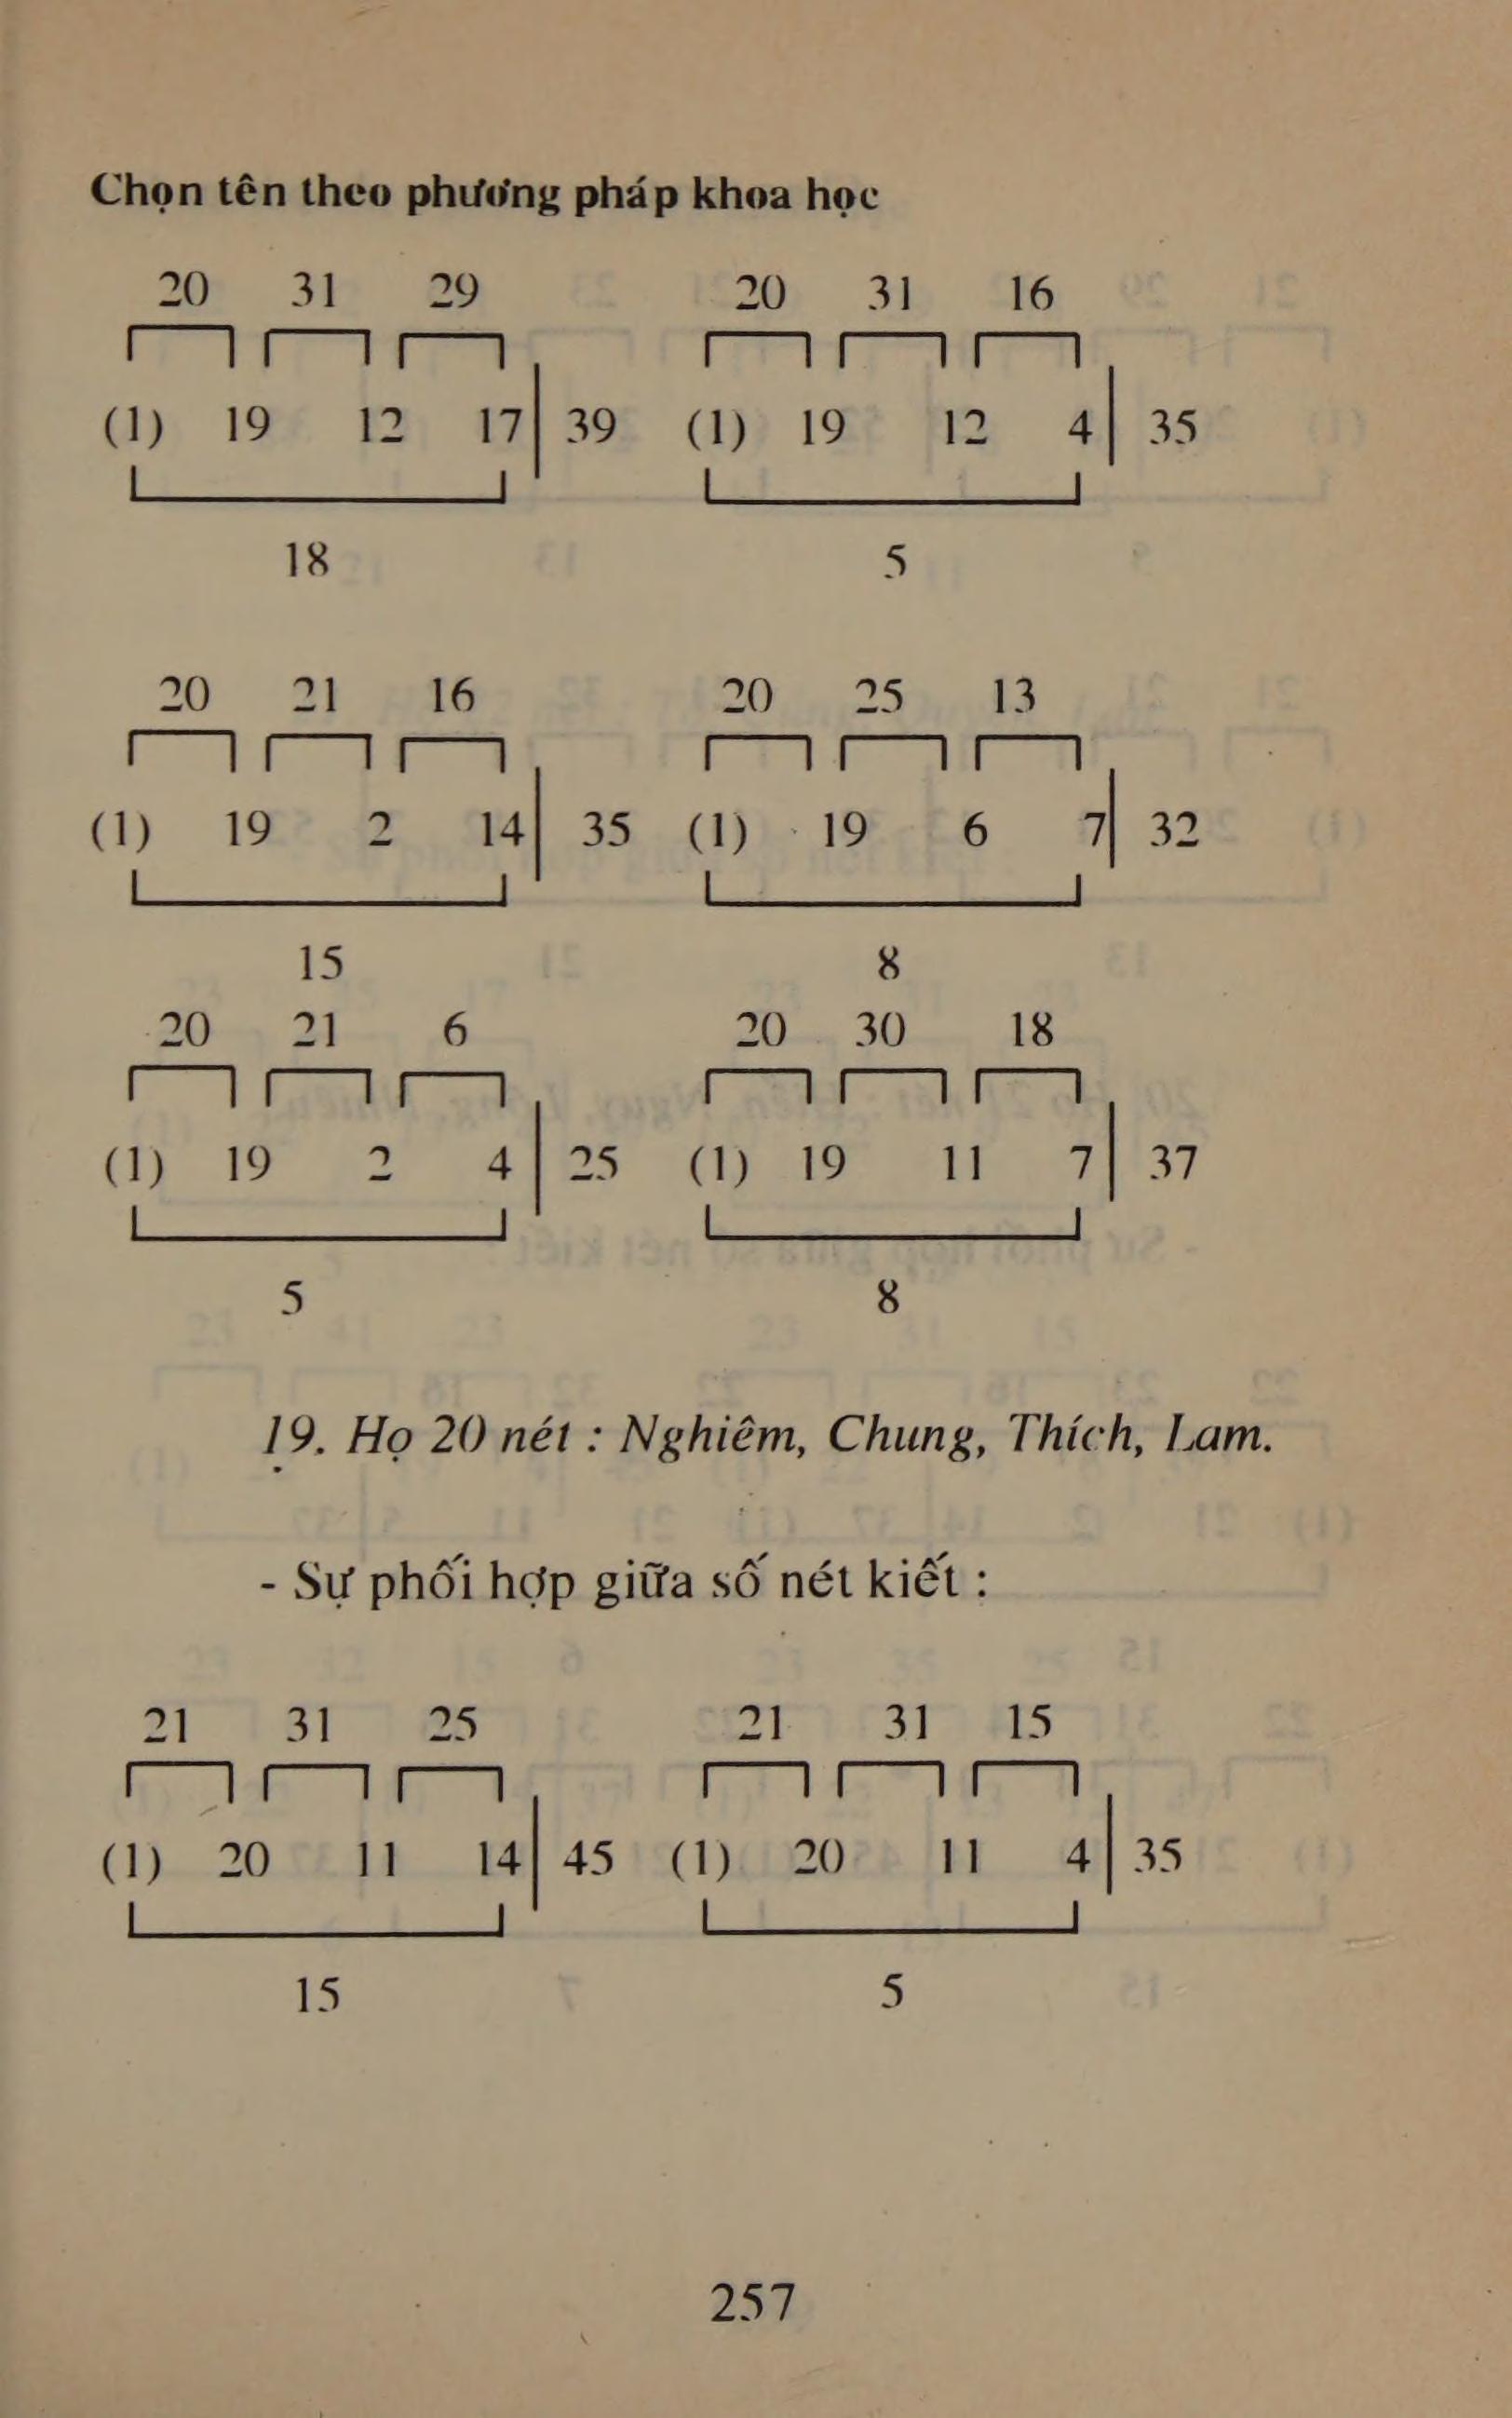 Chọn tên theo phương pháp khoa học
20 31 29 20 31 16
(1) 19 12 17 39 (1) 19 12 4 35
18 5
20 21 16 20 25 13
(1) 19 2 14 35 (1) 19 6 7 32
15 8
20 21 6 20 30 18
(1) 19 2 4 25 (1) 19 11 7 37
5 8
19. Họ 20 nét : Nghiêm, Chung, Thích, Lam.
- Sự phối hợp giữa số nét kiết :
21 31 25 21 31 15
(1) 20 11 14 45 (1) 20 11 4 35
15 5
257